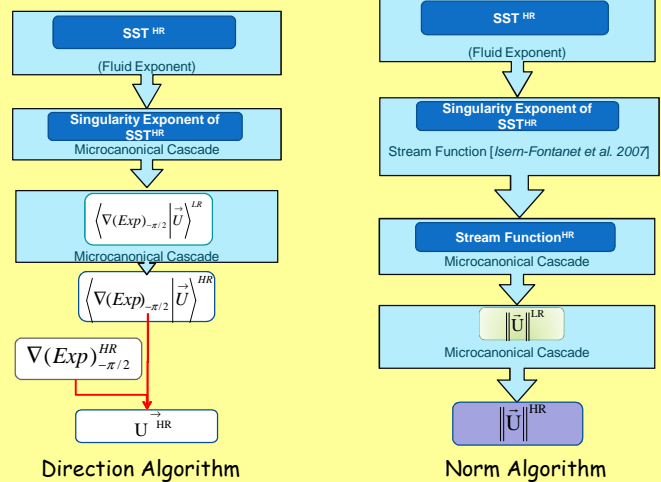 SST HR
(Fluid Exponent)
Singularity Exponent of
SSTHR
Microcanonical Cascade
⟨∇(Exp)₋π/₂|U⃗⟩ᴸᴿ
Microcanonical Cascade
⟨∇(Exp)₋π/₂|U⃗⟩ᴴᴿ
∇(Exp)ᴴᴿ₋π/₂
U⃗ HR
Direction Algorithm
SST HR
(Fluid Exponent)
Singularity Exponent of
SSTHR
Stream Function [Isern-Fontanet et al. 2007]
Stream FunctionHR
Microcanonical Cascade
‖U⃗‖ᴸᴿ
Microcanonical Cascade
‖U⃗‖ᴴᴿ
Norm Algorithm